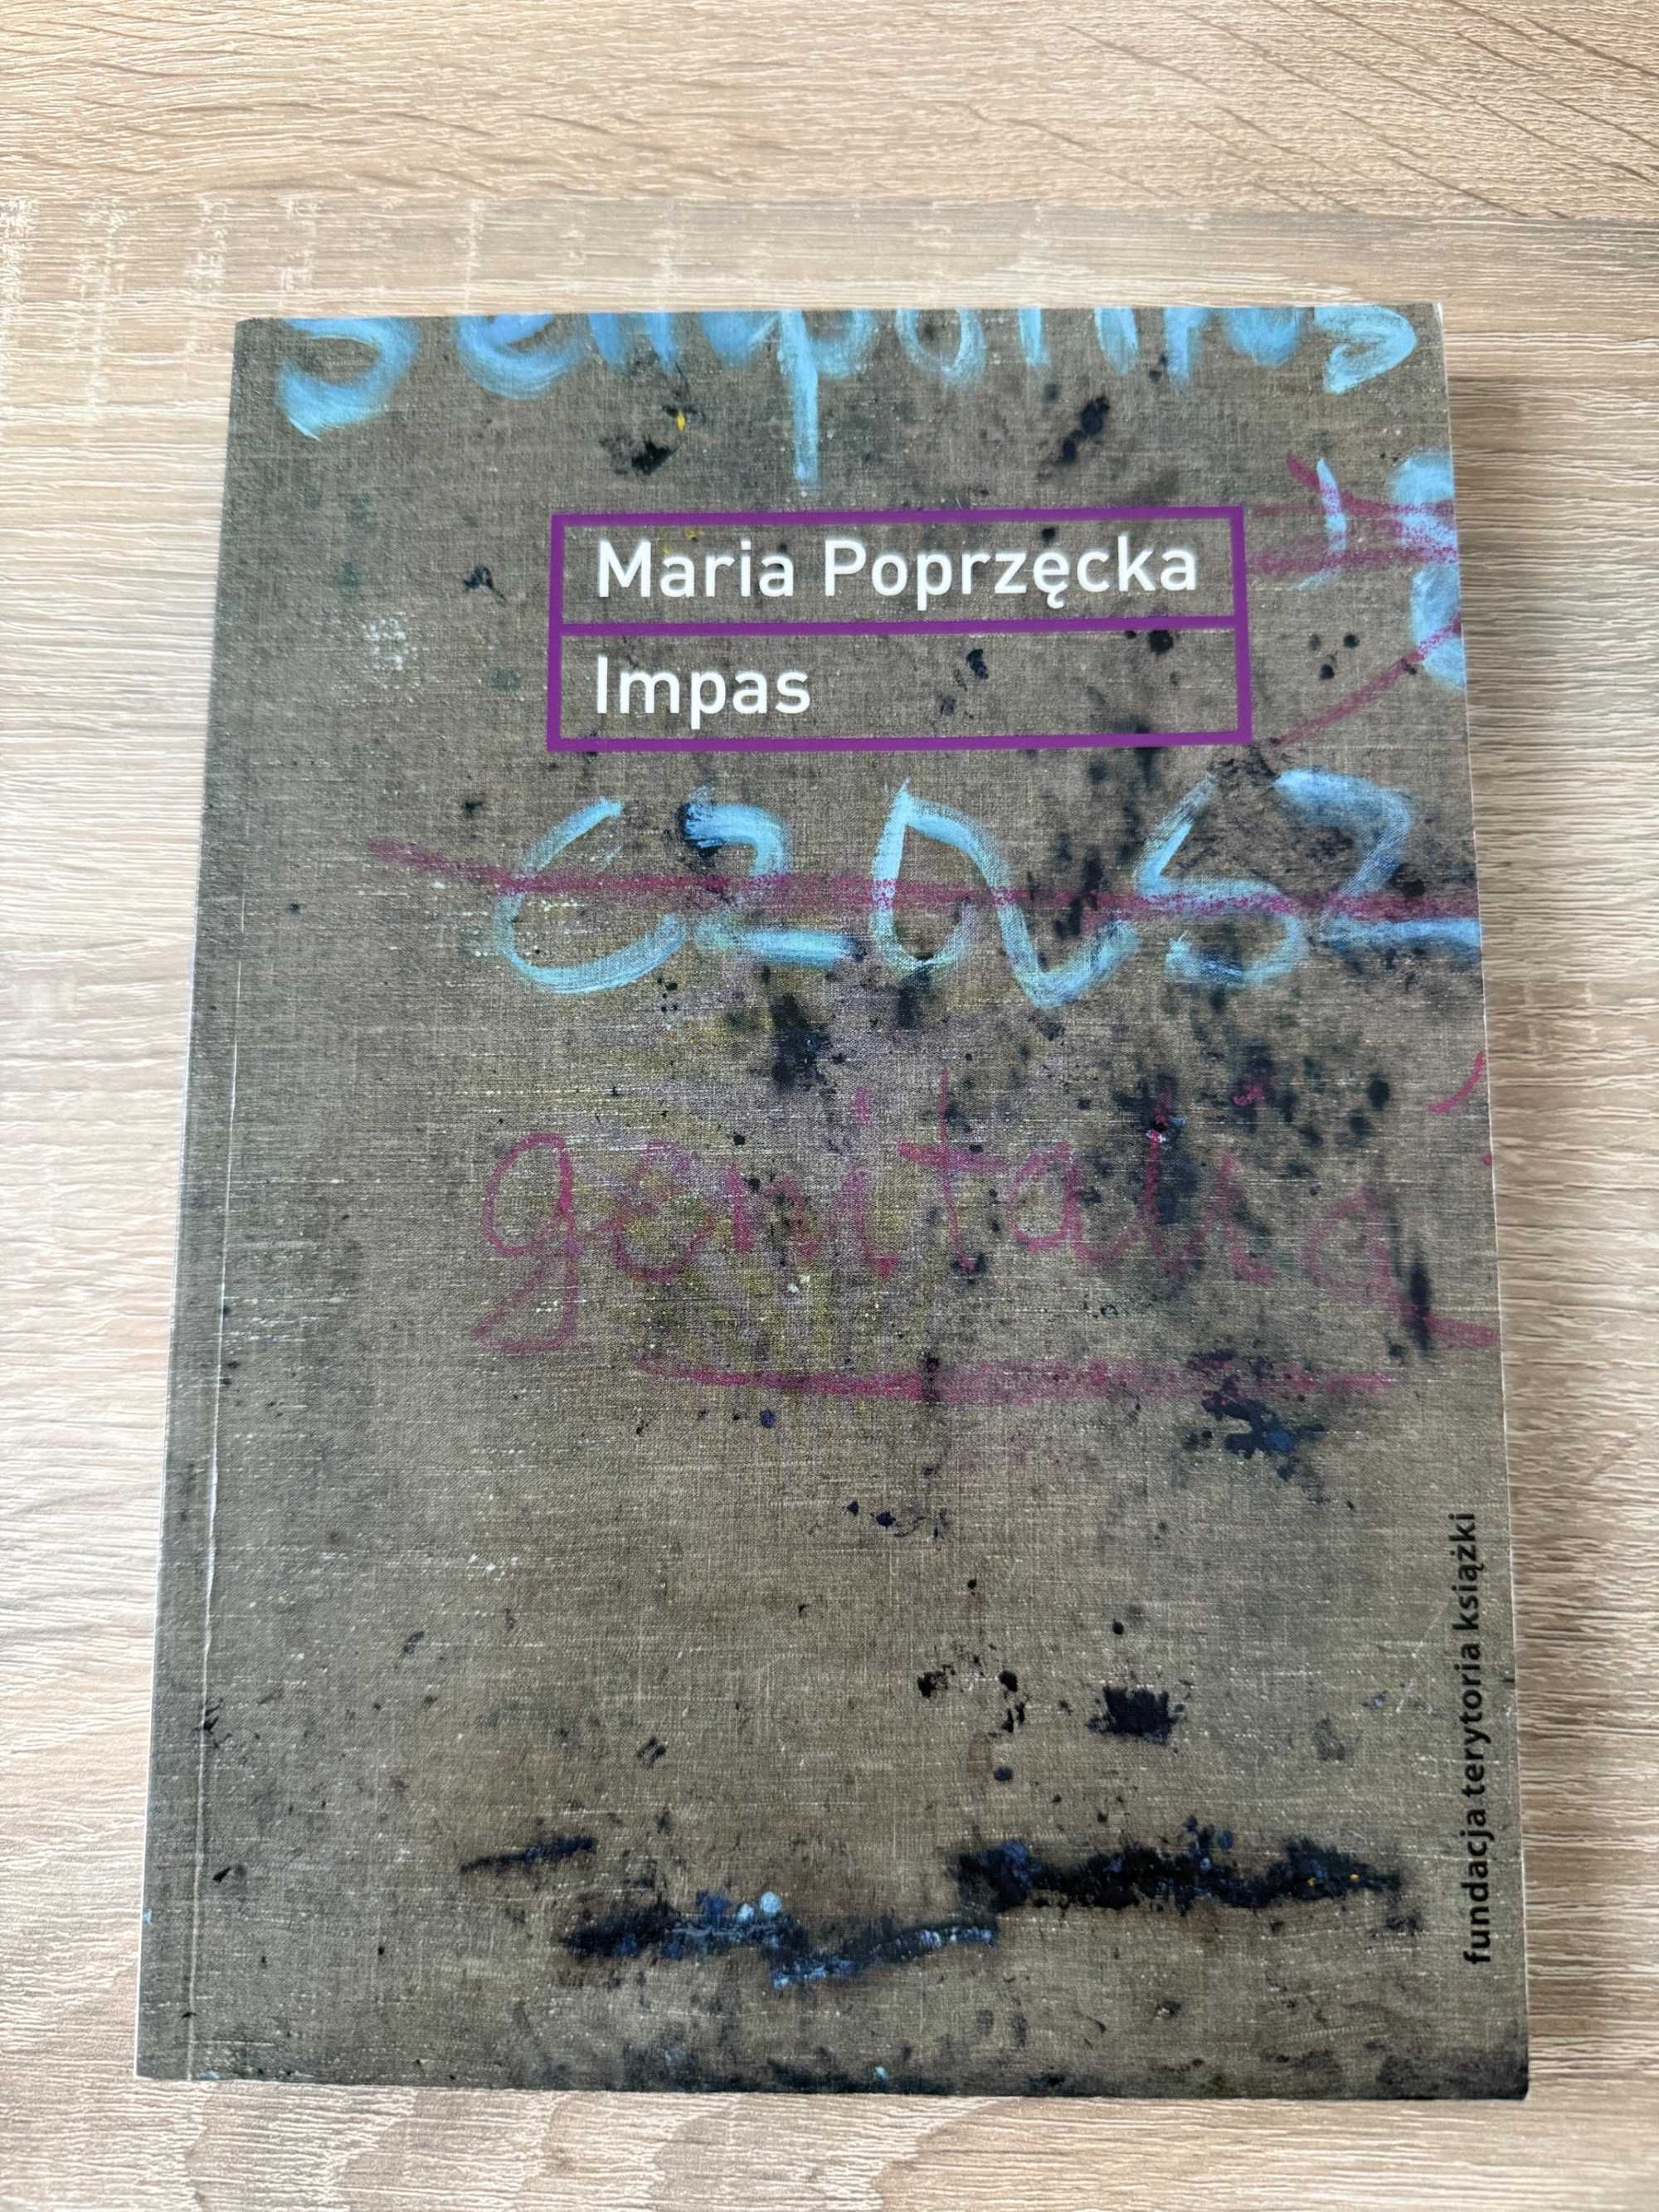 Maria Poprzęcka
Impas
genitalia
fundacja terytoria książki